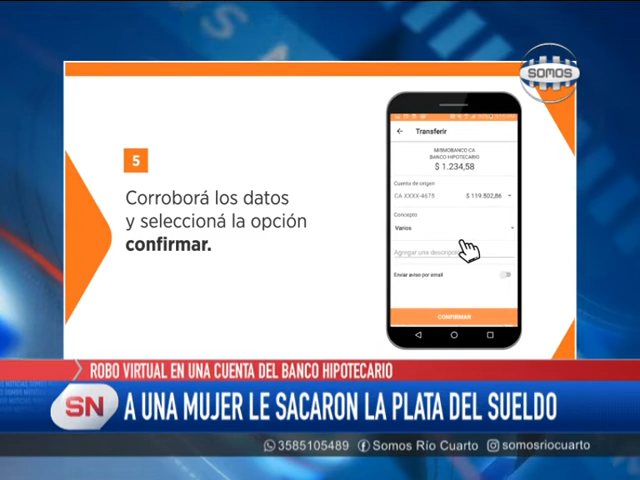 SOMOS
5
Corroborá los datos
y seleccioná la opción
confirmar.
Transferir
MISMOBANCO CA
BANCO HIPOTECARIO
$ 1.234,58
Cuenta de origen
CA XXXX-4675 $ 119.502,86
Concepto
Varios
Agregar una descripción
Enviar aviso por email
CONFIRMAR
ROBO VIRTUAL EN UNA CUENTA DEL BANCO HIPOTECARIO
SN A UNA MUJER LE SACARON LA PLATA DEL SUELDO
3585105489 Somos Río Cuarto somosriocuarto